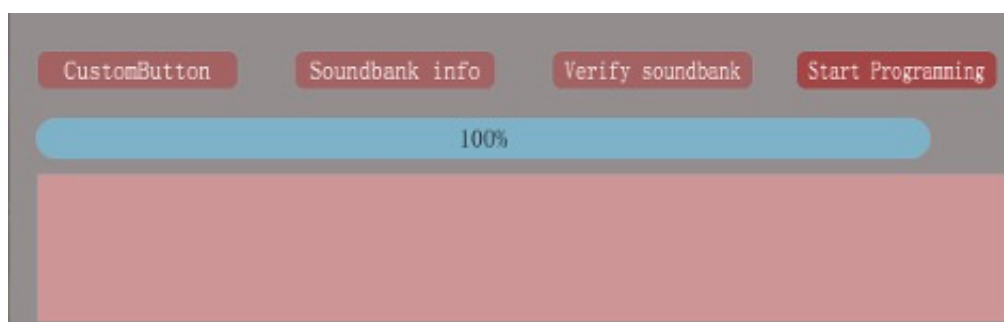 CustomButton
Soundbank info
Verify soundbank
Start Programming
100%